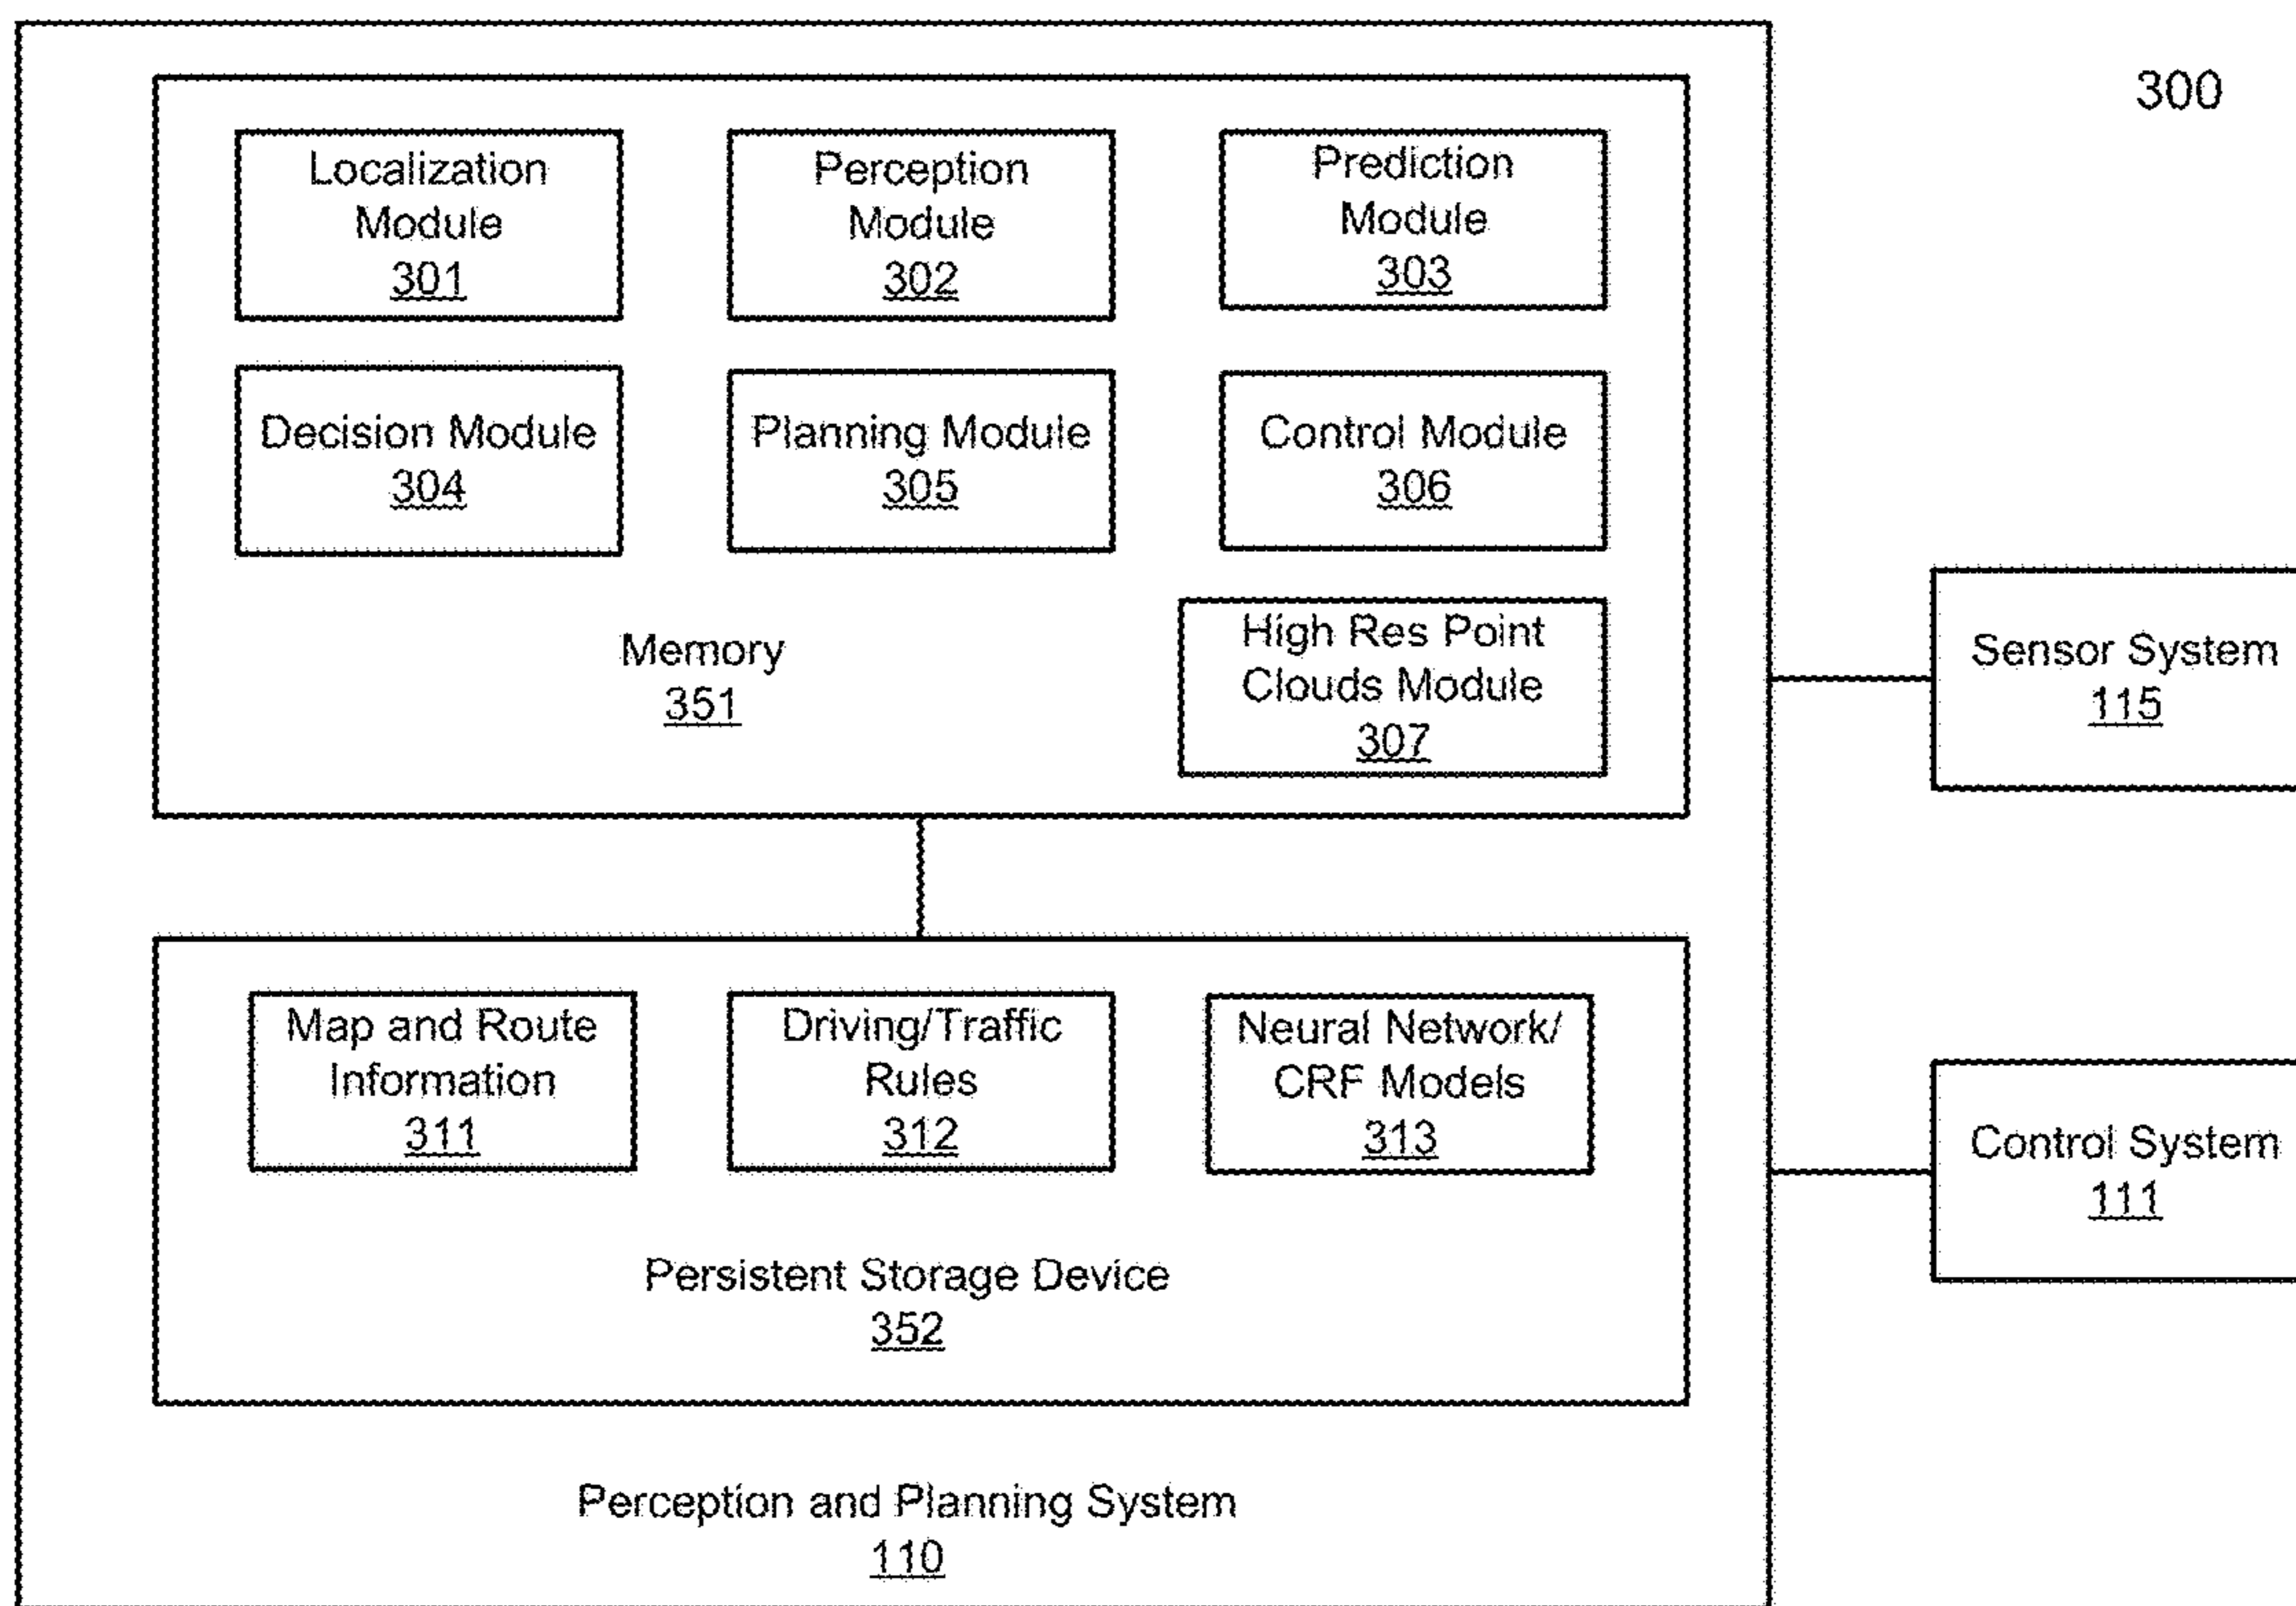 300
Localization
Module
301
Perception
Module
302
Prediction
Module
303
Decision Module
304
Planning Module
305
Control Module
306
Memory
351
High Res Point
Clouds Module
307
Sensor System
115
Map and Route
Information
311
Driving/Traffic
Rules
312
Neural Network/
CRF Models
313
Control System
111
Persistent Storage Device
352
Perception and Planning System
110